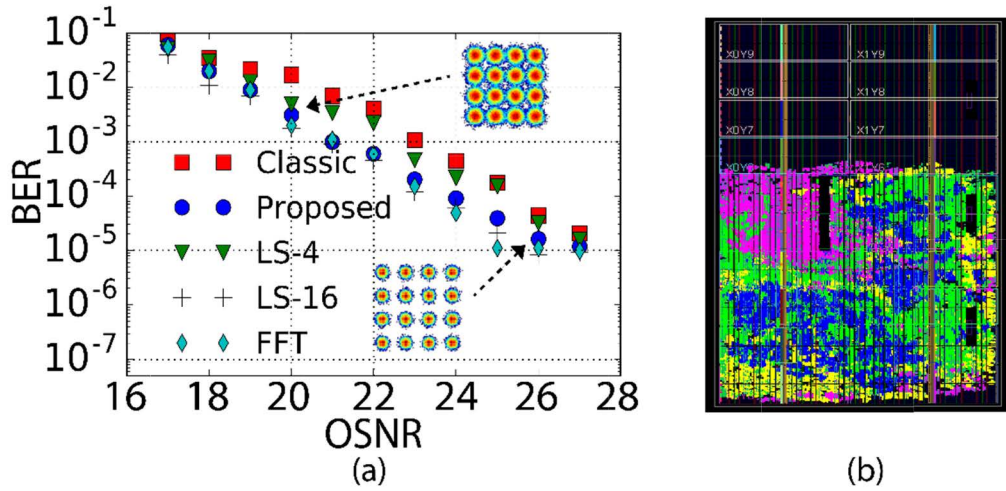 10⁻¹
10⁻²
10⁻³
10⁻⁴
10⁻⁵
10⁻⁶
10⁻⁷
BER
Classic
Proposed
LS-4
LS-16
FFT
16 18 20 22 24 26 28
OSNR
(a)
X0Y9 X1Y9
X0Y8 X1Y8
X0Y7 X1Y7
(b)